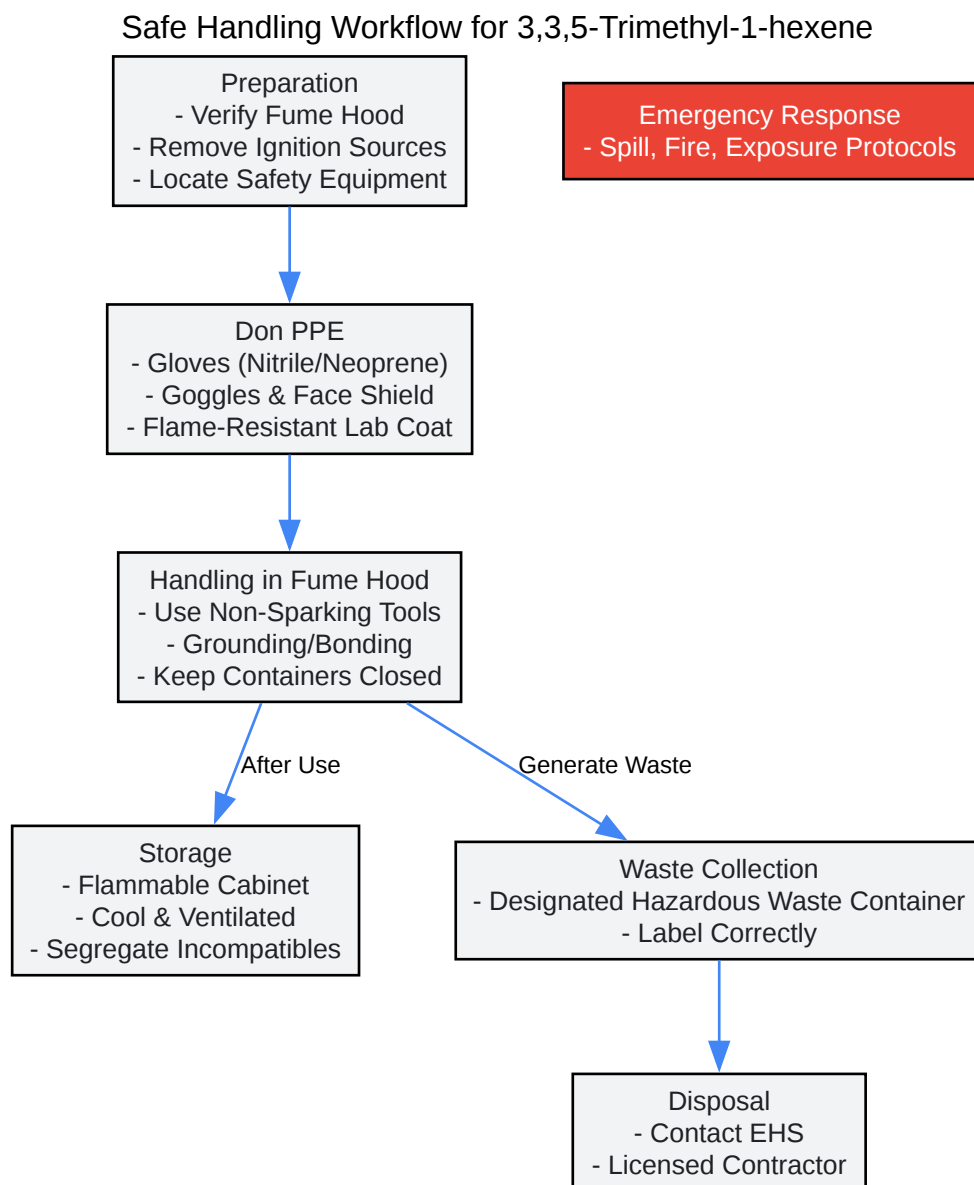 Safe Handling Workflow for 3,3,5-Trimethyl-1-hexene
Preparation
- Verify Fume Hood
- Remove Ignition Sources
- Locate Safety Equipment
Emergency Response
- Spill, Fire, Exposure Protocols
Don PPE
- Gloves (Nitrile/Neoprene)
- Goggles & Face Shield
- Flame-Resistant Lab Coat
Handling in Fume Hood
- Use Non-Sparking Tools
- Grounding/Bonding
- Keep Containers Closed
After Use
Generate Waste
Storage
- Flammable Cabinet
- Cool & Ventilated
- Segregate Incompatibles
Waste Collection
- Designated Hazardous Waste Container
- Label Correctly
Disposal
- Contact EHS
- Licensed Contractor